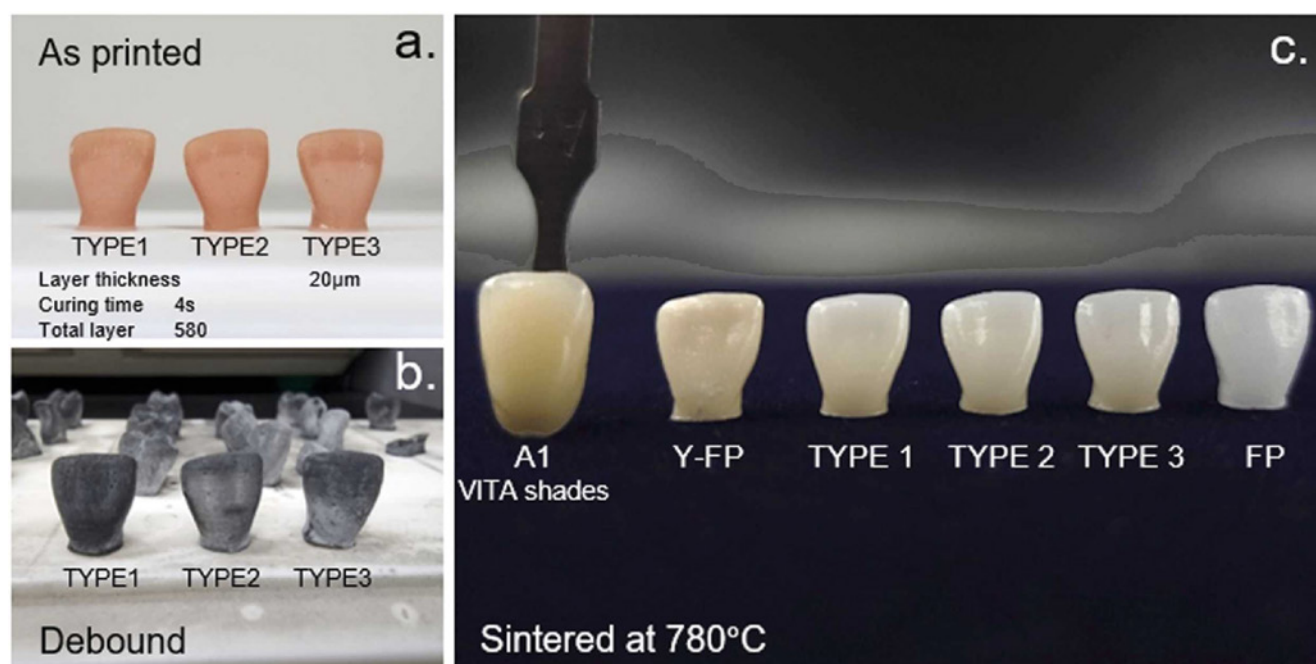 As printed
a.
TYPE1 TYPE2 TYPE3
Layer thickness 20μm
Curing time 4s
Total layer 580
b.
TYPE1 TYPE2 TYPE3
Debound
c.
A1 Y-FP TYPE 1 TYPE 2 TYPE 3 FP
VITA shades
Sintered at 780°C